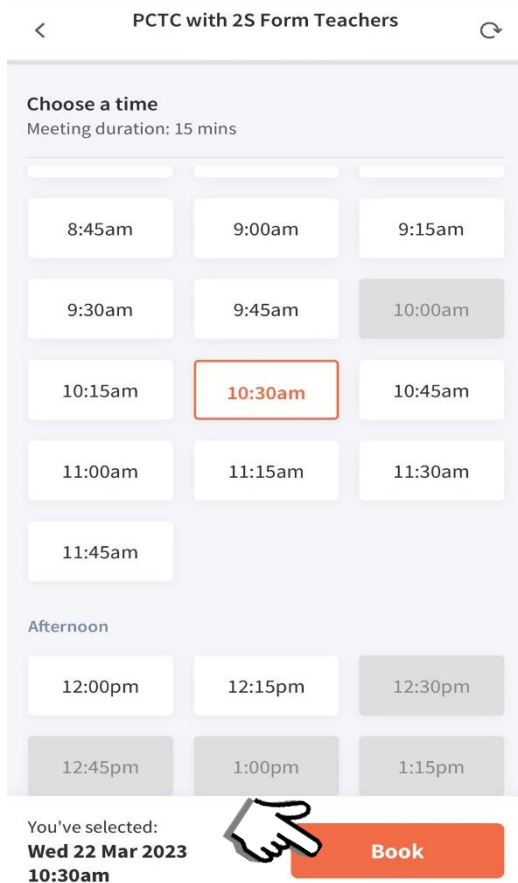 PCTC with 2S Form Teachers
Choose a time
Meeting duration: 15 mins
8:45am 9:00am 9:15am
9:30am 9:45am 10:00am
10:15am 10:30am 10:45am
11:00am 11:15am 11:30am
11:45am
Afternoon
12:00pm 12:15pm 12:30pm
12:45pm 1:00pm 1:15pm
You've selected:
Wed 22 Mar 2023
10:30am
Book